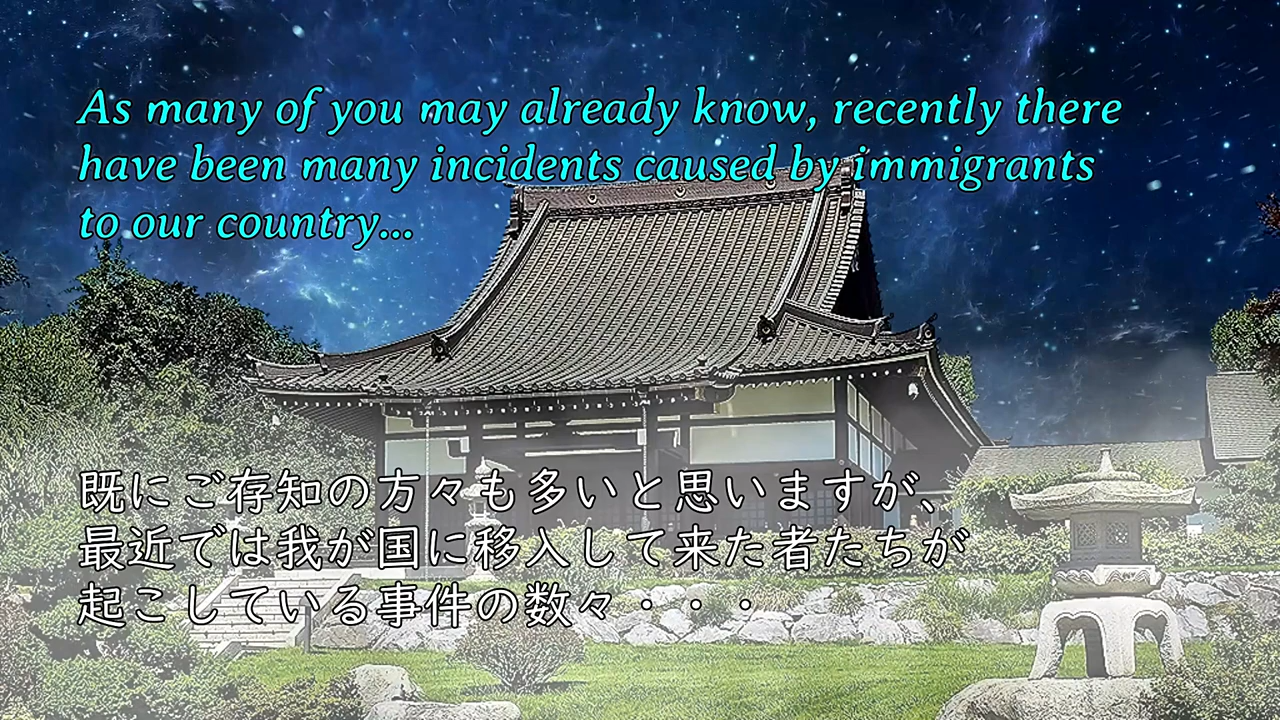 As many of you may already know, recently there
have been many incidents caused by immigrants
to our country...
既にご存知の方々も多いと思いますが、
最近では我が国に移入して来た者たちが
起こしている事件の数々・・・